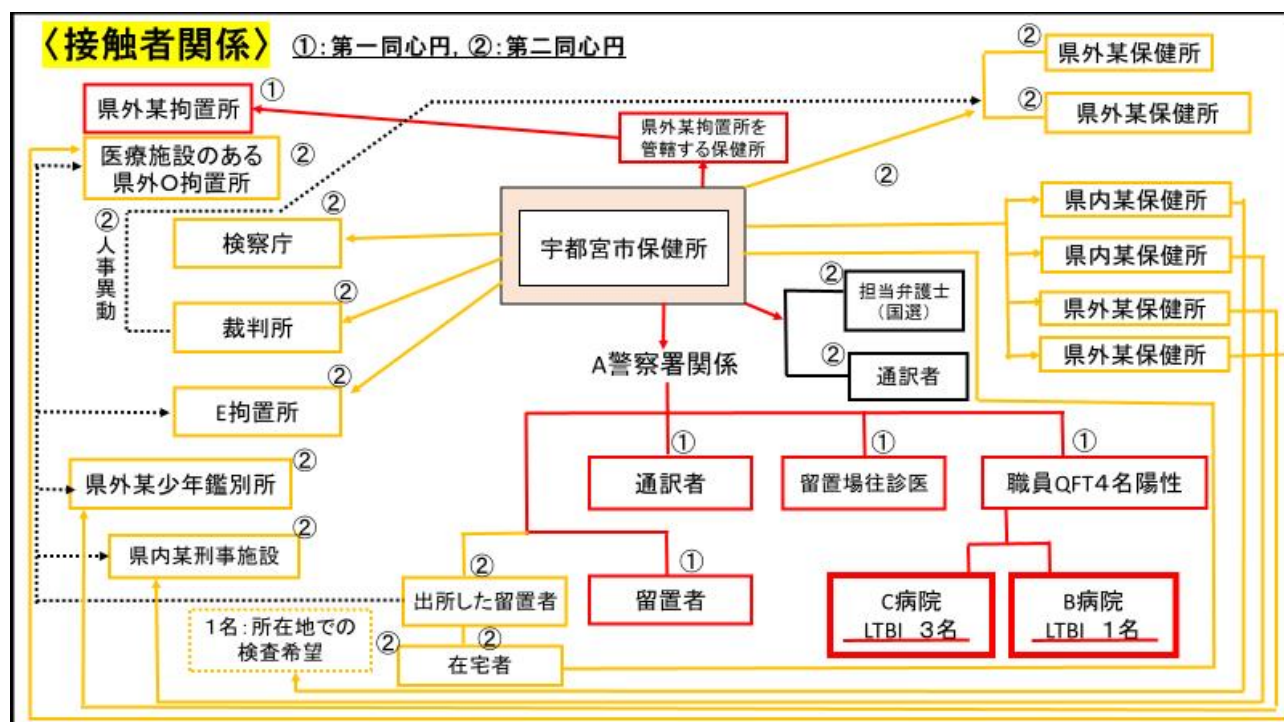 〈接触者関係〉 ①：第一同心円，②：第二同心円
②
県外某保健所
②
県外某保健所
①
県外某拘置所
県外某拘置所を
管轄する保健所
②
医療施設のある
県外O拘置所
②
②人事異動
②
検察庁
宇都宮市保健所
県内某保健所
県内某保健所
県外某保健所
県外某保健所
②
裁判所
②
担当弁護士
（国選）
②
通訳者
A警察署関係
②
E拘置所
①
通訳者
①
留置場往診医
①
職員QFT４名陽性
②
県外某少年鑑別所
②
県内某刑事施設
②
出所した留置者
①
留置者
C病院
LTBI ３名
B病院
LTBI １名
１名：所在地での
検査希望
②
②
在宅者